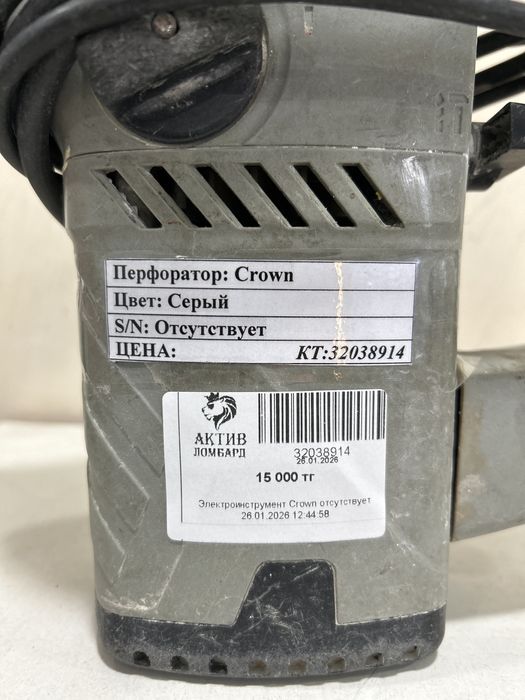 Перфоратор: Crown
Цвет: Серый
S/N: Отсутствует
ЦЕНА: КТ:32038914
АКТИВ
ЛОМБАРД
32038914
26.01.2026
15 000 тг
Электроинструмент Crown отсутствует
26.01.2026 12:44:58